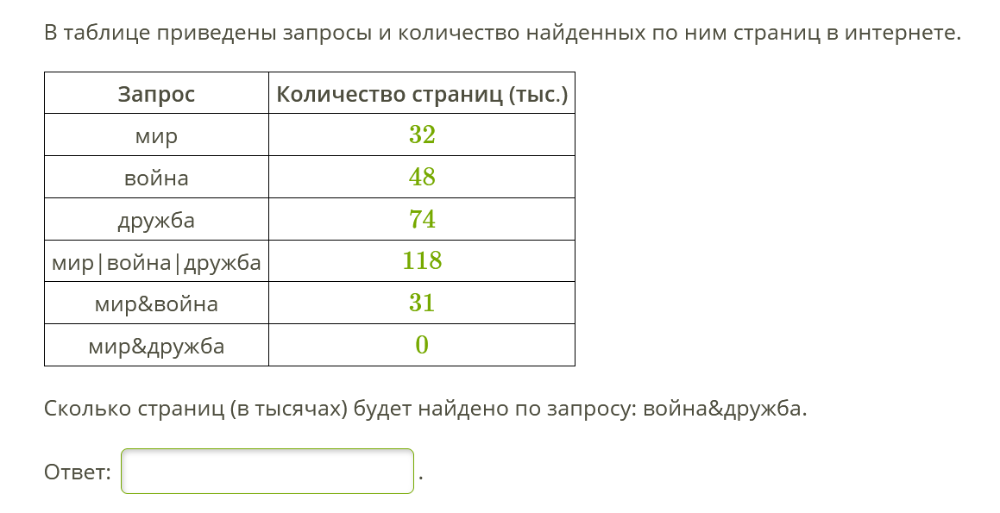 В таблице приведены запросы и количество найденных по ним страниц в интернете.
Запрос Количество страниц (тыс.)
мир 32
война 48
дружба 74
мир|война|дружба 118
мир&война 31
мир&дружба 0
Сколько страниц (в тысячах) будет найдено по запросу: война&дружба.
Ответ: .